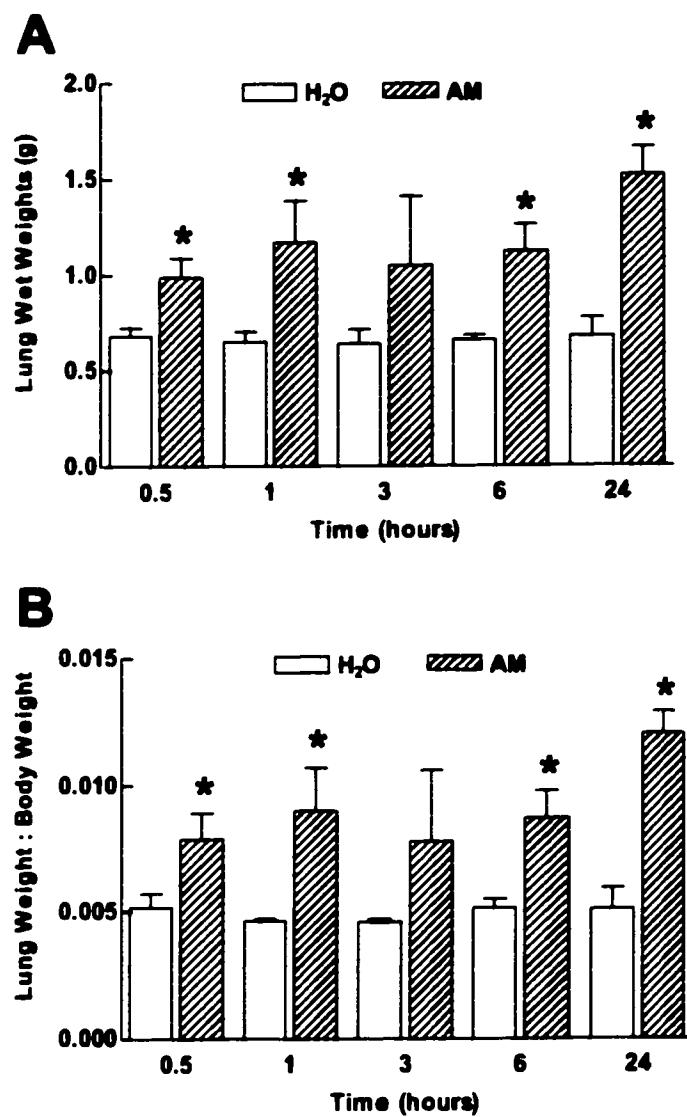 A
H₂O AM
Lung Wet Weights (g)
2.0
1.5
1.0
0.5
0.0
* * * *
0.5 1 3 6 24
Time (hours)
B
H₂O AM
Lung Weight : Body Weight
0.015
0.010
0.005
0.000
* * * *
0.5 1 3 6 24
Time (hours)